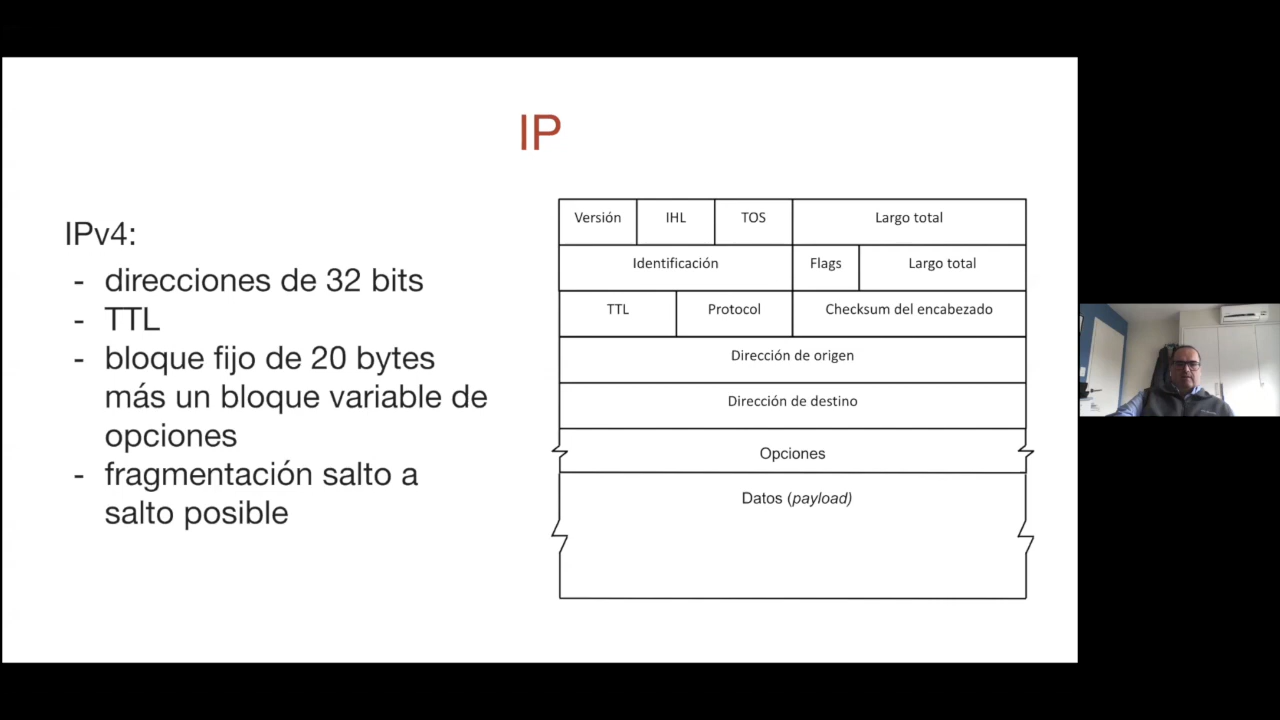 IP
IPv4:
- direcciones de 32 bits
- TTL
- bloque fijo de 20 bytes
más un bloque variable de
opciones
- fragmentación salto a
salto posible
Versión IHL TOS Largo total
Identificación Flags Largo total
TTL Protocol Checksum del encabezado
Dirección de origen
Dirección de destino
Opciones
Datos (payload)